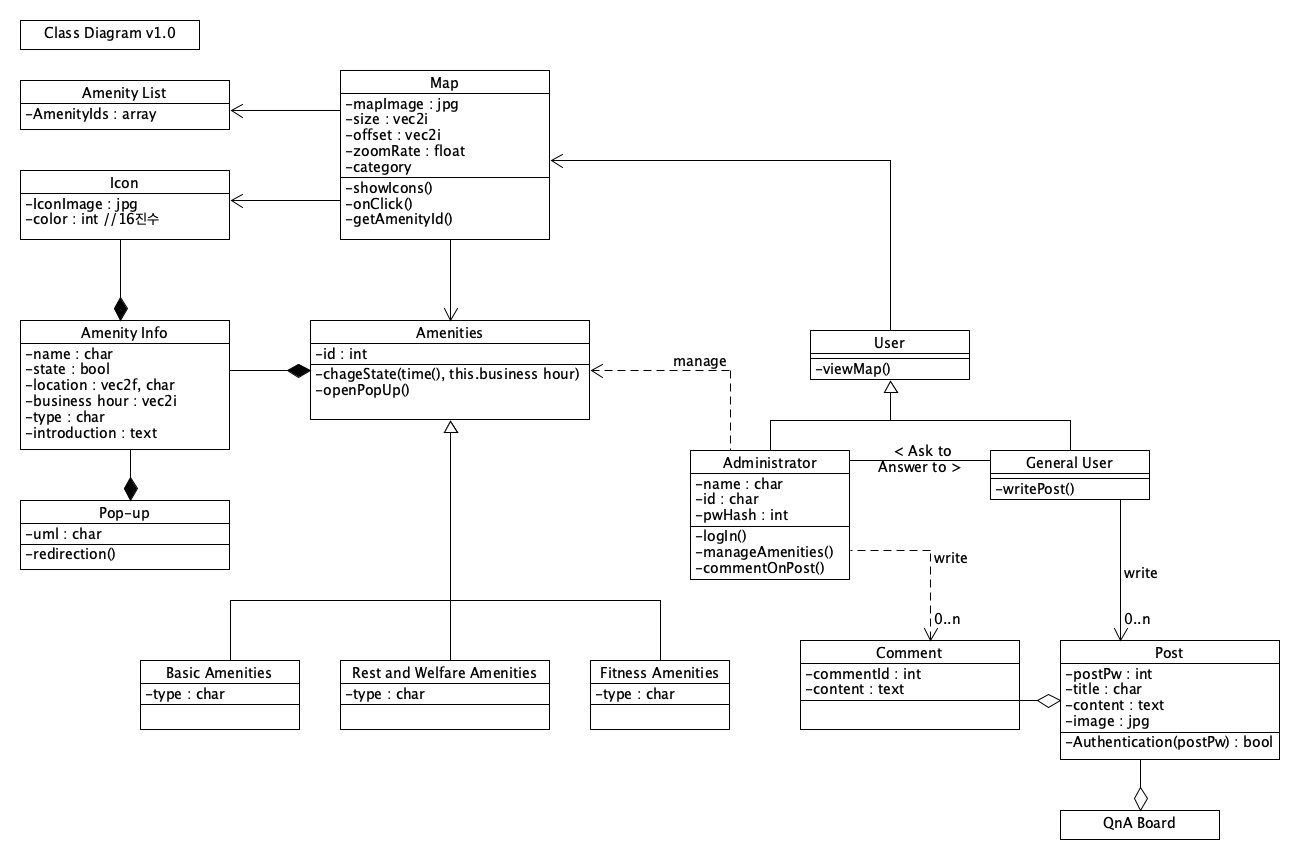 Class Diagram v1.0
Amenity List
-AmenityIds : array
Map
-mapImage : jpg
-size : vec2i
-offset : vec2i
-zoomRate : float
-category
-showIcons()
-onClick()
-getAmenityId()
Icon
-IconImage : jpg
-color : int //16진수
Amenity Info
-name : char
-state : bool
-location : vec2f, char
-business hour : vec2i
-type : char
-introduction : text
Amenities
-id : int
-chageState(time(), this.business hour)
-openPopUp()
manage
User
-viewMap()
Administrator
-name : char
-id : char
-pwHash : int
-logIn()
-manageAmenities()
-commentOnPost()
< Ask to
Answer to >
General User
-writePost()
Pop-up
-uml : char
-redirection()
write
0..n
write
0..n
Basic Amenities
-type : char
Rest and Welfare Amenities
-type : char
Fitness Amenities
-type : char
Comment
-commentId : int
-content : text
Post
-postPw : int
-title : char
-content : text
-image : jpg
-Authentication(postPw) : bool
QnA Board